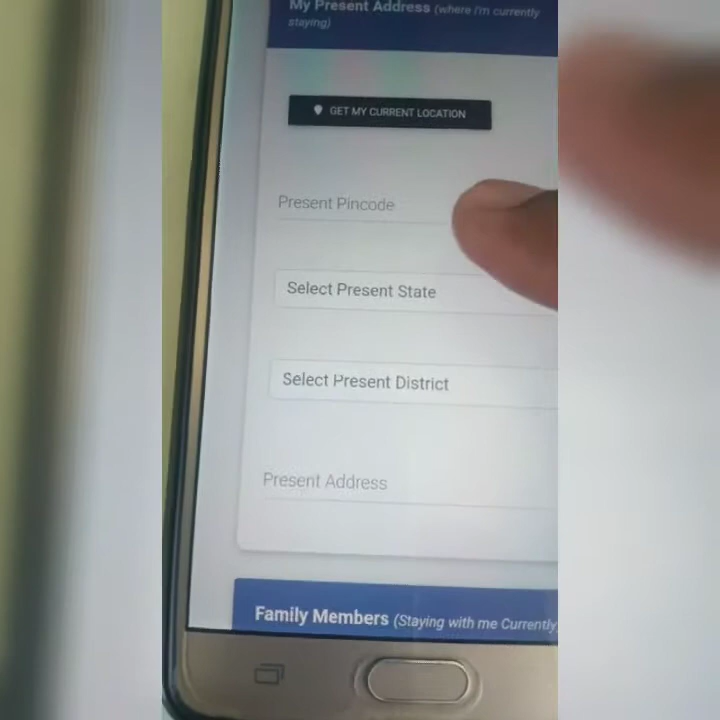 My Present Address (where i'm currently
staying)
GET MY CURRENT LOCATION
Present Pincode
Select Present State
Select Present District
Present Address
Family Members (Staying with me Currently)